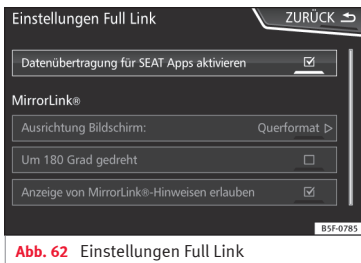 Einstellungen Full Link
ZURÜCK
Datenübertragung für SEAT Apps aktivieren
MirrorLink®
Ausrichtung Bildschirm: Querformat
Um 180 Grad gedreht
Anzeige von MirrorLink®-Hinweisen erlauben
B5F-0785
Abb. 62 Einstellungen Full Link